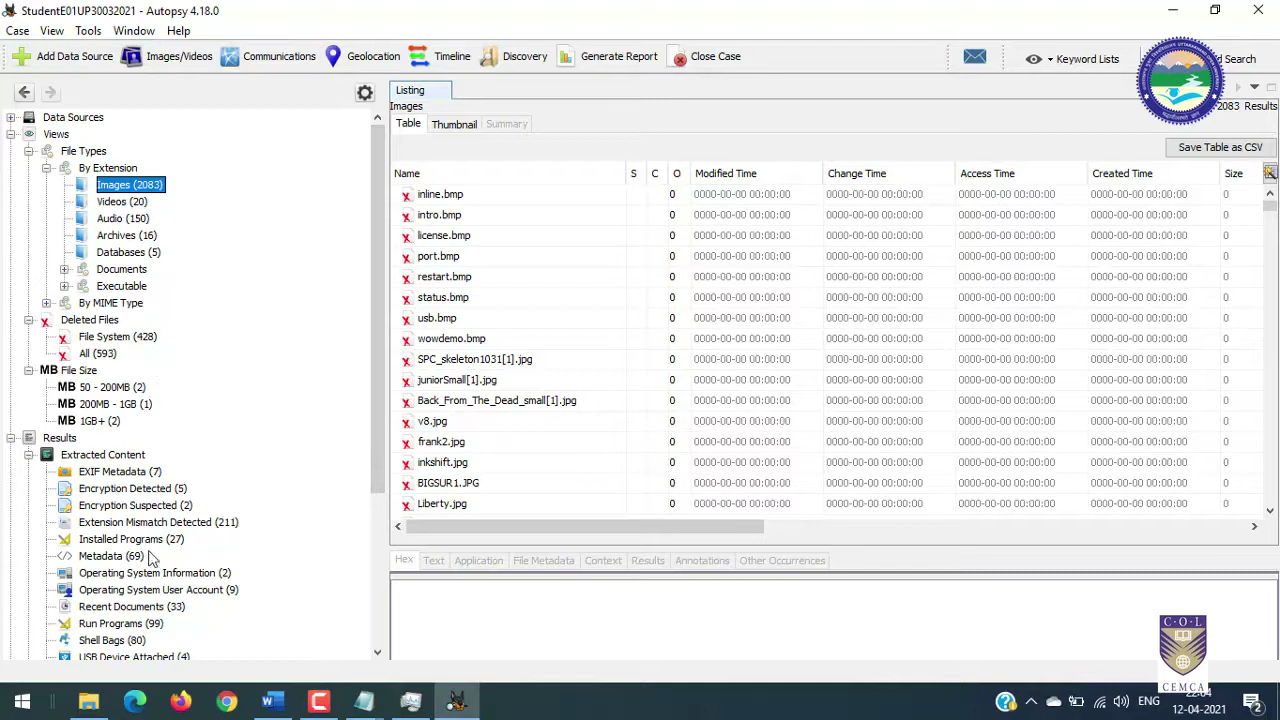 StudentE01UP30032021 - Autopsy 4.18.0
Case View Tools Window Help
Add Data Source Images/Videos Communications Geolocation Timeline Discovery Generate Report Close Case Keyword Lists Search
Listing
Images
2083 Results
Table Thumbnail Summary
Save Table as CSV
Name S C O Modified Time Change Time Access Time Created Time Size
inline.bmp 0 0000-00-00 00:00:00 0000-00-00 00:00:00 0000-00-00 00:00:00 0000-00-00 00:00:00 0
intro.bmp 0 0000-00-00 00:00:00 0000-00-00 00:00:00 0000-00-00 00:00:00 0000-00-00 00:00:00 0
license.bmp 0 0000-00-00 00:00:00 0000-00-00 00:00:00 0000-00-00 00:00:00 0000-00-00 00:00:00 0
port.bmp 0 0000-00-00 00:00:00 0000-00-00 00:00:00 0000-00-00 00:00:00 0000-00-00 00:00:00 0
restart.bmp 0 0000-00-00 00:00:00 0000-00-00 00:00:00 0000-00-00 00:00:00 0000-00-00 00:00:00 0
status.bmp 0 0000-00-00 00:00:00 0000-00-00 00:00:00 0000-00-00 00:00:00 0000-00-00 00:00:00 0
usb.bmp 0 0000-00-00 00:00:00 0000-00-00 00:00:00 0000-00-00 00:00:00 0000-00-00 00:00:00 0
wowdemo.bmp 0 0000-00-00 00:00:00 0000-00-00 00:00:00 0000-00-00 00:00:00 0000-00-00 00:00:00 0
SPC_skeleton1031[1].jpg 0 0000-00-00 00:00:00 0000-00-00 00:00:00 0000-00-00 00:00:00 0000-00-00 00:00:00 0
juniorSmall[1].jpg 0 0000-00-00 00:00:00 0000-00-00 00:00:00 0000-00-00 00:00:00 0000-00-00 00:00:00 0
Back_From_The_Dead_small[1].jpg 0 0000-00-00 00:00:00 0000-00-00 00:00:00 0000-00-00 00:00:00 0000-00-00 00:00:00 0
v8.jpg 0 0000-00-00 00:00:00 0000-00-00 00:00:00 0000-00-00 00:00:00 0000-00-00 00:00:00 0
frank2.jpg 0 0000-00-00 00:00:00 0000-00-00 00:00:00 0000-00-00 00:00:00 0000-00-00 00:00:00 0
inkshift.jpg 0 0000-00-00 00:00:00 0000-00-00 00:00:00 0000-00-00 00:00:00 0000-00-00 00:00:00 0
BIGSUR1.JPG 0 0000-00-00 00:00:00 0000-00-00 00:00:00 0000-00-00 00:00:00 0000-00-00 00:00:00 0
Liberty.jpg 0 0000-00-00 00:00:00 0000-00-00 00:00:00 0000-00-00 00:00:00 0000-00-00 00:00:00 0
Hex Text Application File Metadata Context Results Annotations Other Occurrences
Data Sources
Views
File Types
By Extension
Images (2083)
Videos (20)
Audio (150)
Archives (16)
Databases (5)
Documents
Executable
By MIME Type
Deleted Files
File System (428)
All (593)
MB File Size
MB 50 - 200MB (2)
MB 200MB - 1GB (1)
MB 1GB+ (2)
Results
Extracted Content
EXIF Metadata (7)
Encryption Detected (5)
Encryption Suspected (2)
Extension Mismatch Detected (211)
Installed Programs (27)
Metadata (69)
Operating System Information (2)
Operating System User Account (9)
Recent Documents (33)
Run Programs (99)
Shell Bags (80)
USB Device Attached (4)
C·O·L
CEMCA
ENG
22:04
12-04-2021
2